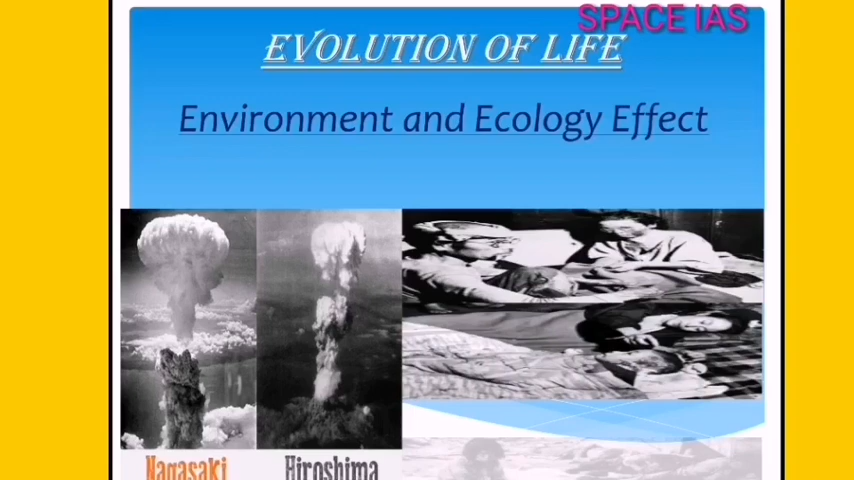 SPACE IAS
EVOLUTION OF LIFE
Environment and Ecology Effect
Nagasaki
Hiroshima